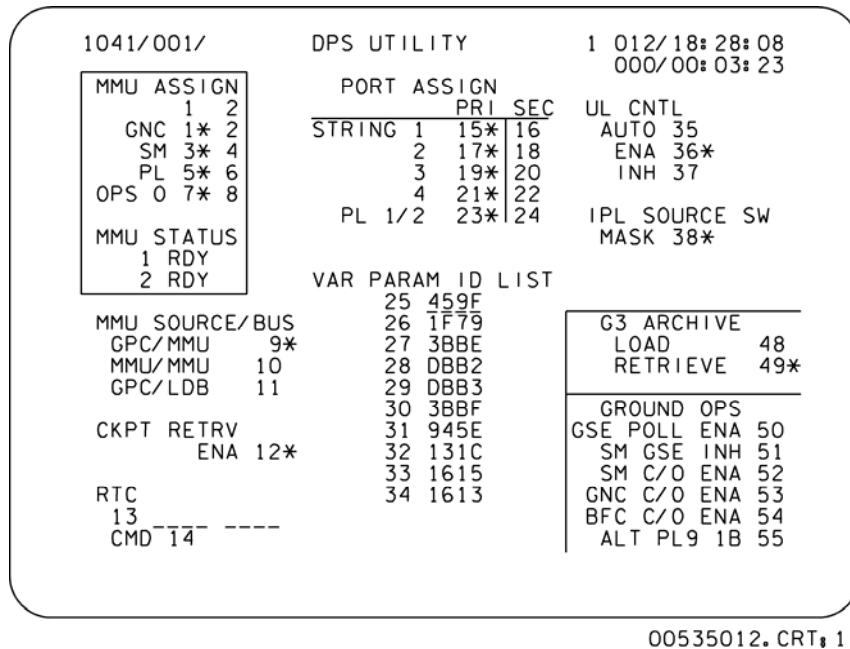 1041/001/ DPS UTILITY 1 012/18:28:08
000/00:03:23
MMU ASSIGN
1 2
GNC 1* 2
SM 3* 4
PL 5* 6
OPS 0 7* 8
MMU STATUS
1 RDY
2 RDY
MMU SOURCE/BUS
GPC/MMU 9*
MMU/MMU 10
GPC/LDB 11
CKPT RETRV
ENA 12*
RTC
13 ____ ____
CMD 14
PORT ASSIGN
PRI SEC
STRING 1 15* 16
2 17* 18
3 19* 20
4 21* 22
PL 1/2 23* 24
VAR PARAM ID LIST
25 459F
26 1F79
27 3BBE
28 DBB2
29 DBB3
30 3BBF
31 945E
32 131C
33 1615
34 1613
UL CNTL
AUTO 35
ENA 36*
INH 37
IPL SOURCE SW
MASK 38*
G3 ARCHIVE
LOAD 48
RETRIEVE 49*
GROUND OPS
GSE POLL ENA 50
SM GSE INH 51
SM C/O ENA 52
GNC C/O ENA 53
BFC C/O ENA 54
ALT PL9 1B 55
00535012.CRT;1